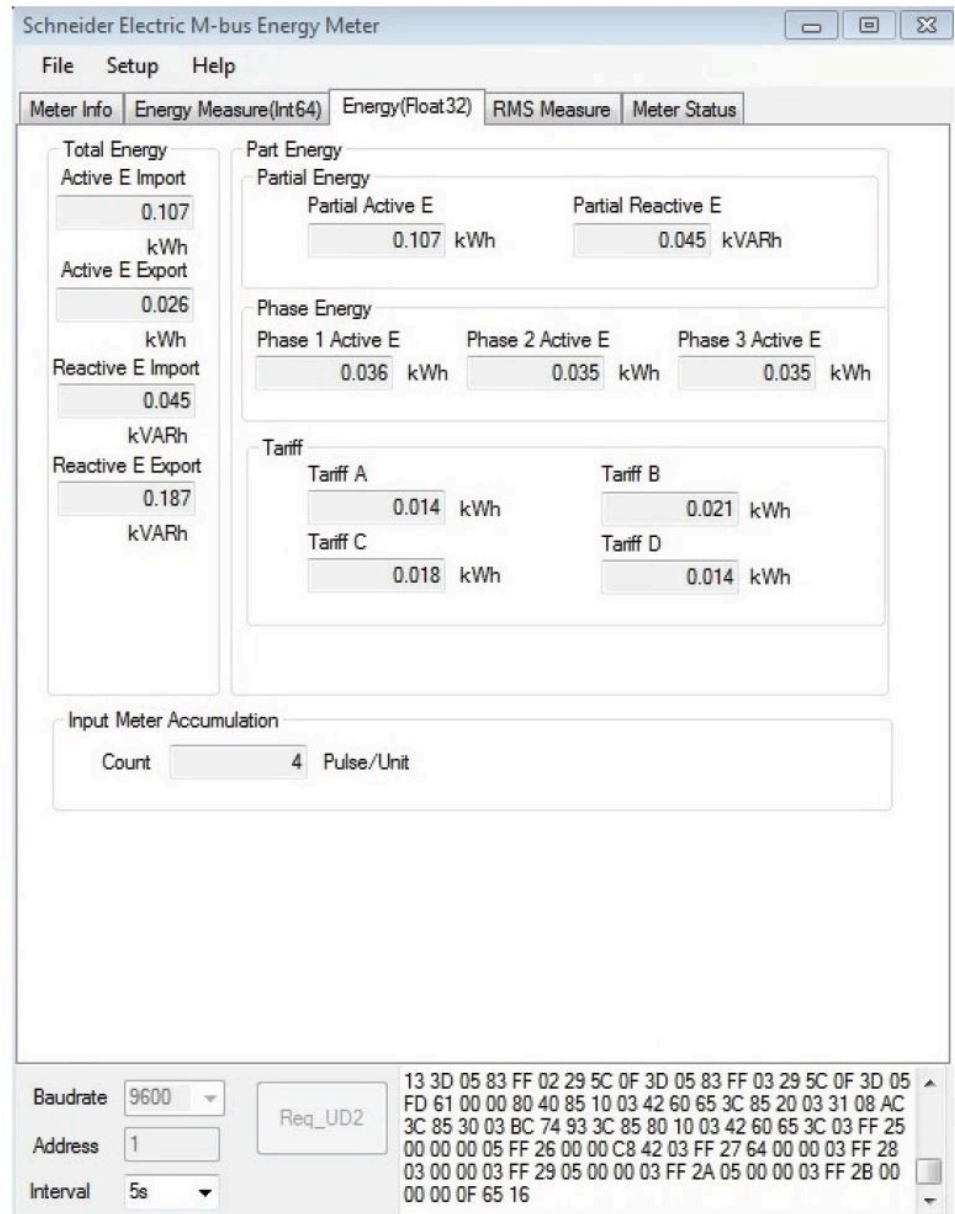 Schneider Electric M-bus Energy Meter
File Setup Help
Meter Info Energy Measure(Int64) Energy(Float32) RMS Measure Meter Status
Total Energy
Active E Import
0.107
kWh
Active E Export
0.026
kWh
Reactive E Import
0.045
kVARh
Reactive E Export
0.187
kVARh
Part Energy
Partial Energy
Partial Active E Partial Reactive E
0.107 kWh 0.045 kVARh
Phase Energy
Phase 1 Active E Phase 2 Active E Phase 3 Active E
0.036 kWh 0.035 kWh 0.035 kWh
Tariff
Tariff A Tariff B
0.014 kWh 0.021 kWh
Tariff C Tariff D
0.018 kWh 0.014 kWh
Input Meter Accumulation
Count 4 Pulse/Unit
Baudrate 9600
Address 1
Interval 5s
Req_UD2
13 3D 05 83 FF 02 29 5C 0F 3D 05 83 FF 03 29 5C 0F 3D 05
FD 61 00 00 80 40 85 10 03 42 60 65 3C 85 20 03 31 08 AC
3C 85 30 03 BC 74 93 3C 85 80 10 03 42 60 65 3C 03 FF 25
00 00 00 05 FF 26 00 00 C8 42 03 FF 27 64 00 00 03 FF 28
03 00 00 03 FF 29 05 00 00 03 FF 2A 05 00 00 03 FF 2B 00
00 00 0F 65 16